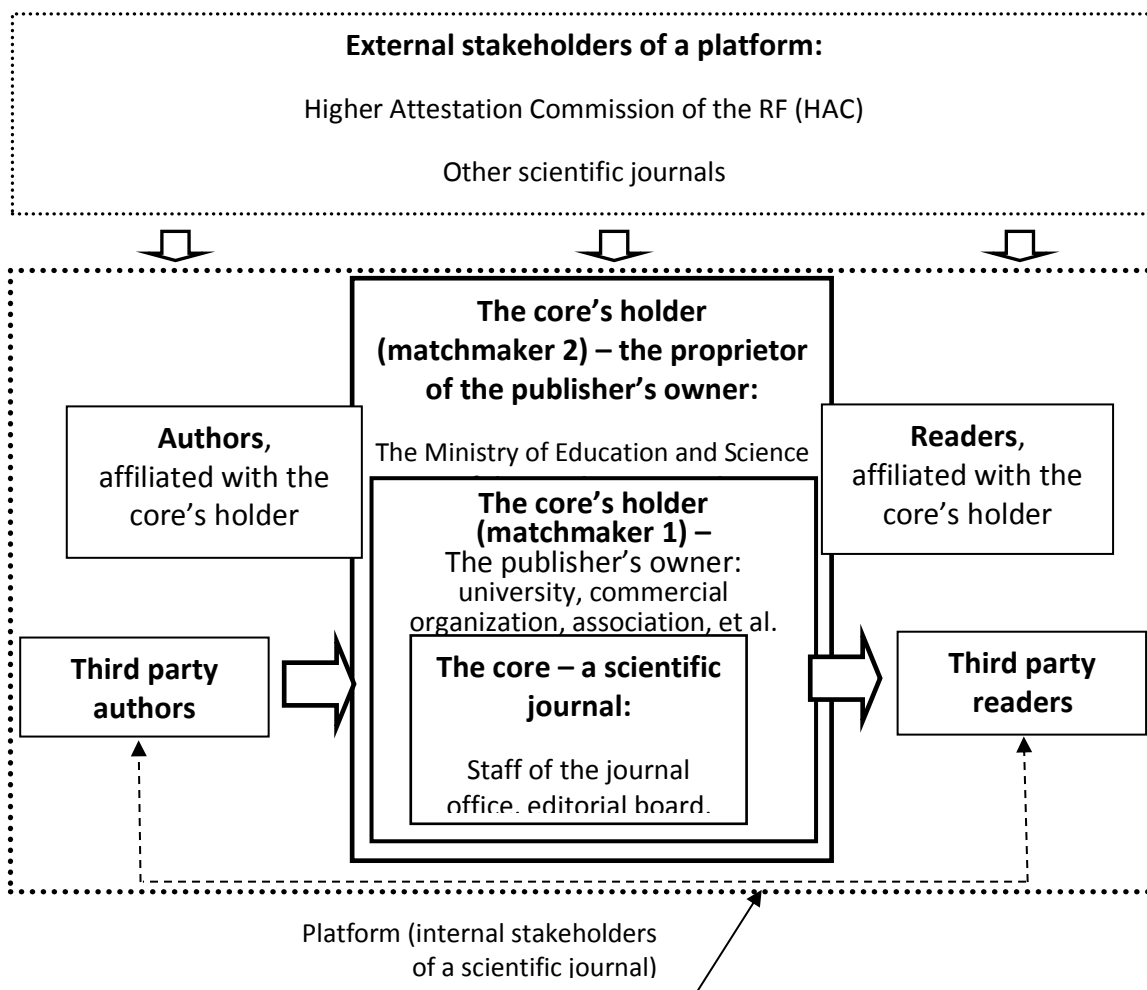 External stakeholders of a platform:
Higher Attestation Commission of the RF (HAC)
Other scientific journals
The core’s holder
(matchmaker 2) – the proprietor
of the publisher’s owner:
The Ministry of Education and Science
Authors,
affiliated with the
core’s holder
Readers,
affiliated with the
core’s holder
The core’s holder
(matchmaker 1) –
The publisher’s owner:
university, commercial
organization, association, et al.
Third party
authors
The core – a scientific
journal:
Staff of the journal
office, editorial board.
Third party
readers
Platform (internal stakeholders
of a scientific journal)